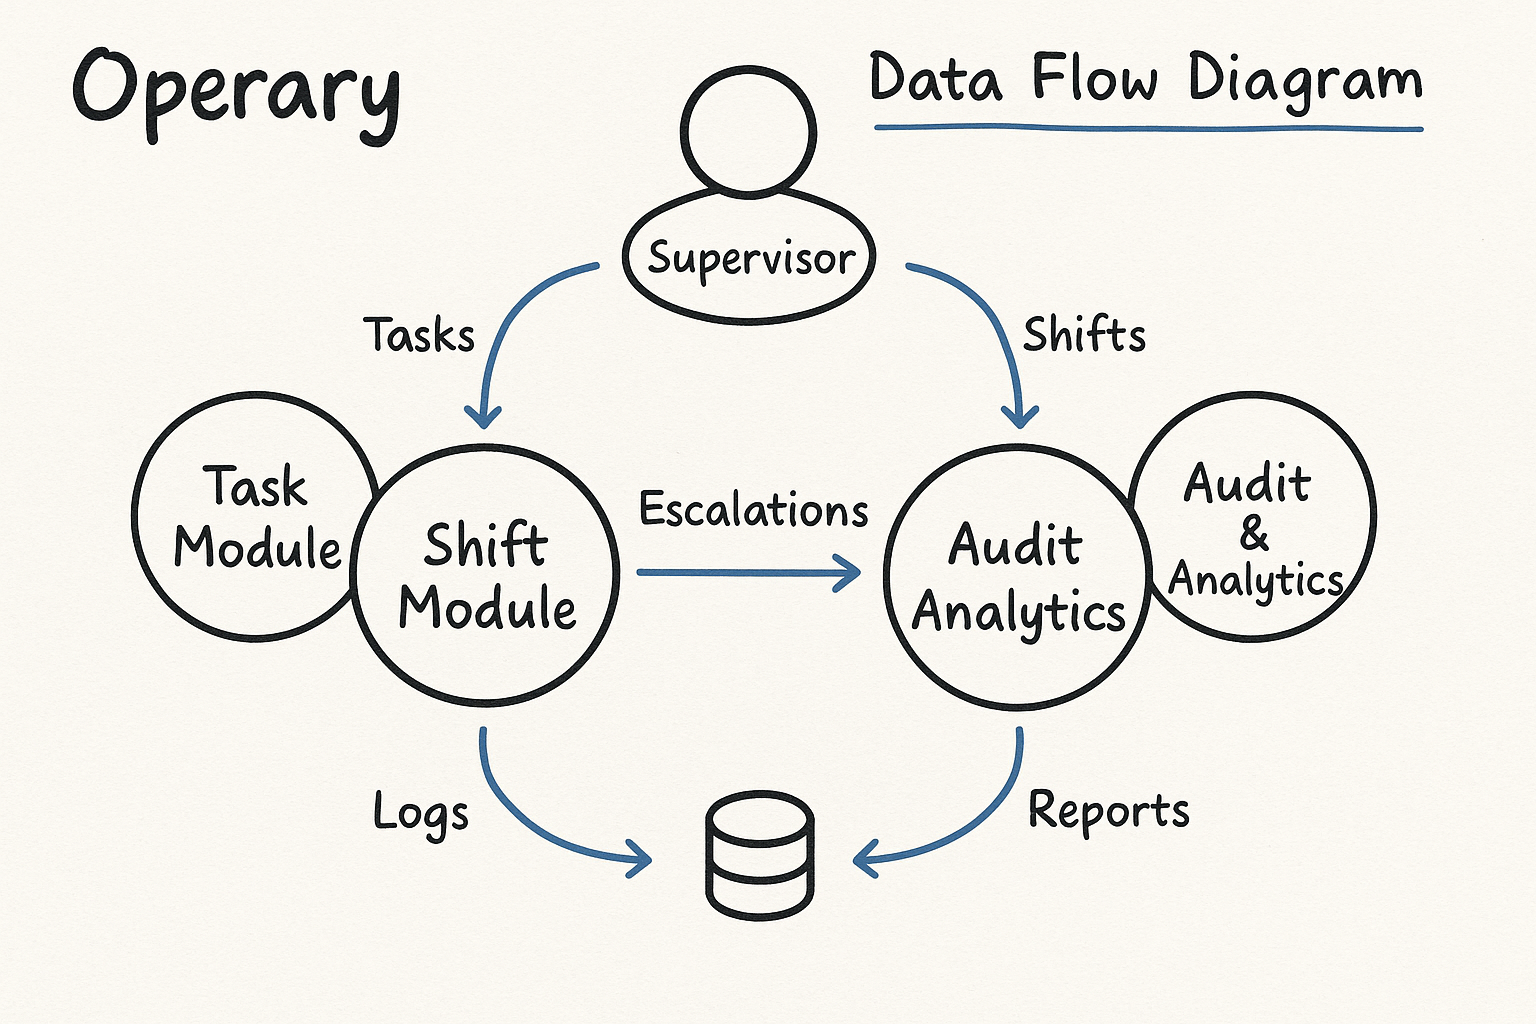 Operary
Data Flow Diagram
Supervisor
Tasks
Shifts
Task
Module
Shift
Module
Escalations
Audit
Analytics
Audit
&
Analytics
Logs
Reports